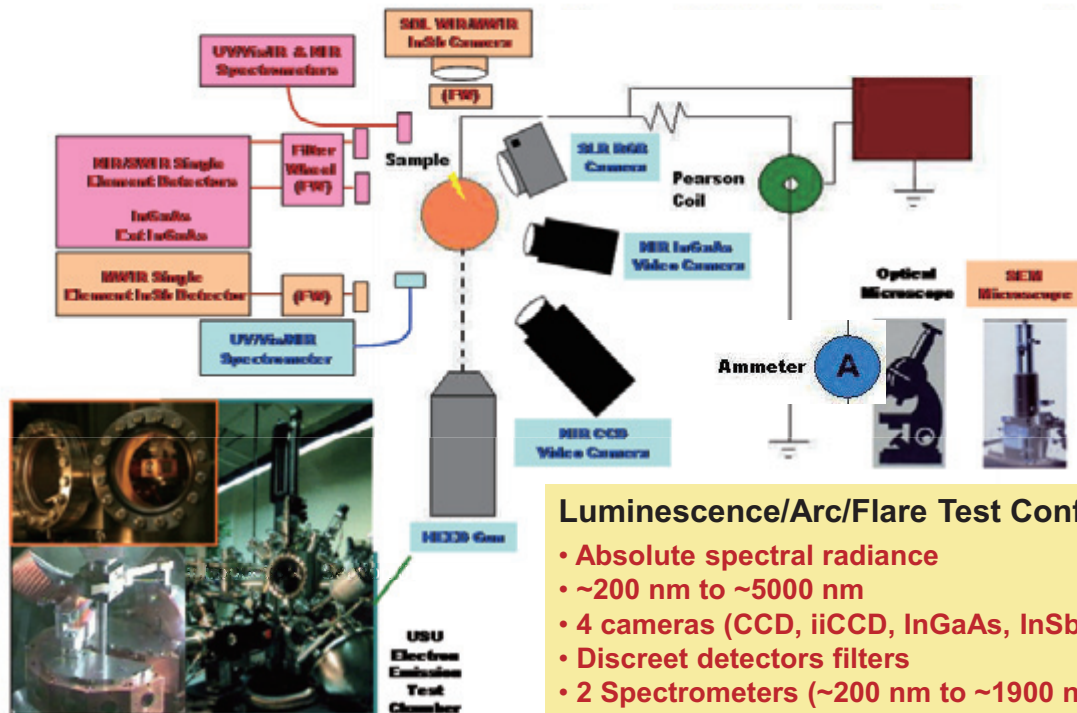 UV/Vis/IR & NIR
Spectrometers
InSb Camera
(FW)
NIR/SWIR Single
Element Detectors
InGaAs
Ext InGaAs
Filter
Wheel
(FW)
Sample
SLR RGB
Camera
Pearson
Coil
MWIR Single
Element InSb Detector
(FW)
NIR InGaAs
Video Camera
Optical
Microscope
SEM
Microscope
UV/Vis/NIR
Spectrometer
Ammeter
A
NIR CCD
Video Camera
Gun
USU
Electron
Emission
Test
Chamber
Luminescence/Arc/Flare Test Conf
• Absolute spectral radiance
• ~200 nm to ~5000 nm
• 4 cameras (CCD, iiCCD, InGaAs, InSb
• Discreet detectors filters
• 2 Spectrometers (~200 nm to ~1900 n